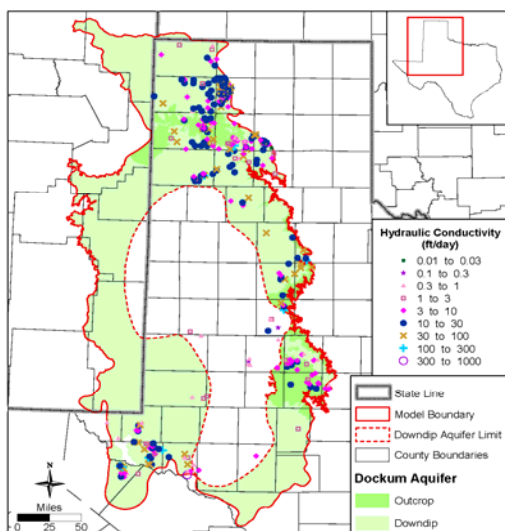 Hydraulic Conductivity
(ft/day)
0.01 to 0.03
0.1 to 0.3
0.3 to 1
1 to 3
3 to 10
10 to 30
30 to 100
100 to 300
300 to 1000
State Line
Model Boundary
Downdip Aquifer Limit
County Boundaries
Dockum Aquifer
Outcrop
Downdip
N
Miles
0 25 50